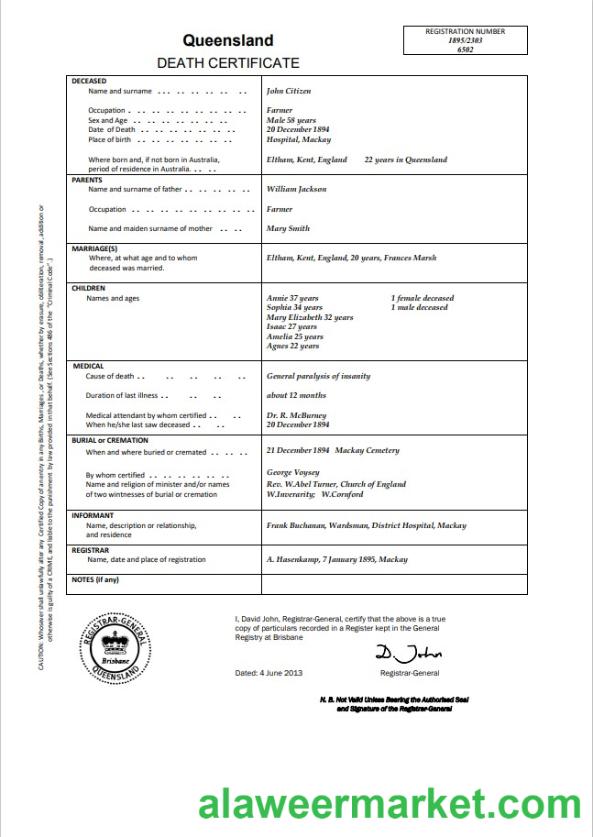 Queensland
DEATH CERTIFICATE
REGISTRATION NUMBER
1895/2303
6502
DECEASED
Name and surname ... .. .. .. .. .. John Citizen
Occupation . .. .. .. .. .. .. .. .. Farmer
Sex and Age .. .. .. .. .. .. .. Male 58 years
Date of Death .. .. .. .. .. .. .. 20 December 1894
Place of birth .. .. .. .. .. .. .. Hospital, Mackay
Where born and, if not born in Australia, Eltham, Kent, England 22 years in Queensland
period of residence in Australia. .. ..
PARENTS
Name and surname of father .. .. .. .. .. William Jackson
Occupation .. .. .. .. .. .. .. .. .. Farmer
Name and maiden surname of mother .. .. Mary Smith
MARRIAGE(S)
Where, at what age and to whom Eltham, Kent, England, 20 years, Frances Marsh
deceased was married.
CHILDREN
Names and ages Annie 37 years 1 female deceased
Sophia 34 years 1 male deceased
Mary Elizabeth 32 years
Isaac 27 years
Amelia 25 years
Agnes 22 years
MEDICAL
Cause of death .. .. .. .. .. General paralysis of insanity
Duration of last illness .. .. .. about 12 months
Medical attendant by whom certified .. .. Dr. R. McBurney
When he/she last saw deceased .. .. 20 December 1894
BURIAL or CREMATION
When and where buried or cremated .. .. .. 21 December 1894 Mackay Cemetery
By whom certified .. .. .. .. .. .. George Voysey
Name and religion of minister and/or names Rev. W.Abel Turner, Church of England
of two wintnesses of burial or cremation W.Inverarity; W.Cornford
INFORMANT
Name, description or relationship, Frank Buchanan, Wardsman, District Hospital, Mackay
and residence
REGISTRAR
Name, date and place of registration A. Hasenkamp, 7 January 1895, Mackay
NOTES (if any)
CAUTION: Whosoever shall unlawfully alter any Certified Copy of an entry in any Births, Marriages, or Deaths, whether by erasure, obliteration, removal, addition or
otherwise is guilty of a CRIME, and liable to the punishment by law provided in that behalf. (See Sections 486 of the "Criminal Code".)
REGISTRAR-GENERAL
Brisbane
QUEENSLAND
I, David John, Registrar-General, certify that the above is a true
copy of particulars recorded in a Register kept in the General
Registry at Brisbane
D. John
Dated: 4 June 2013 Registrar-General
N. B. Not Valid Unless Bearing the Authorised Seal
and Signature of the Registrar-General
alaweermarket.com